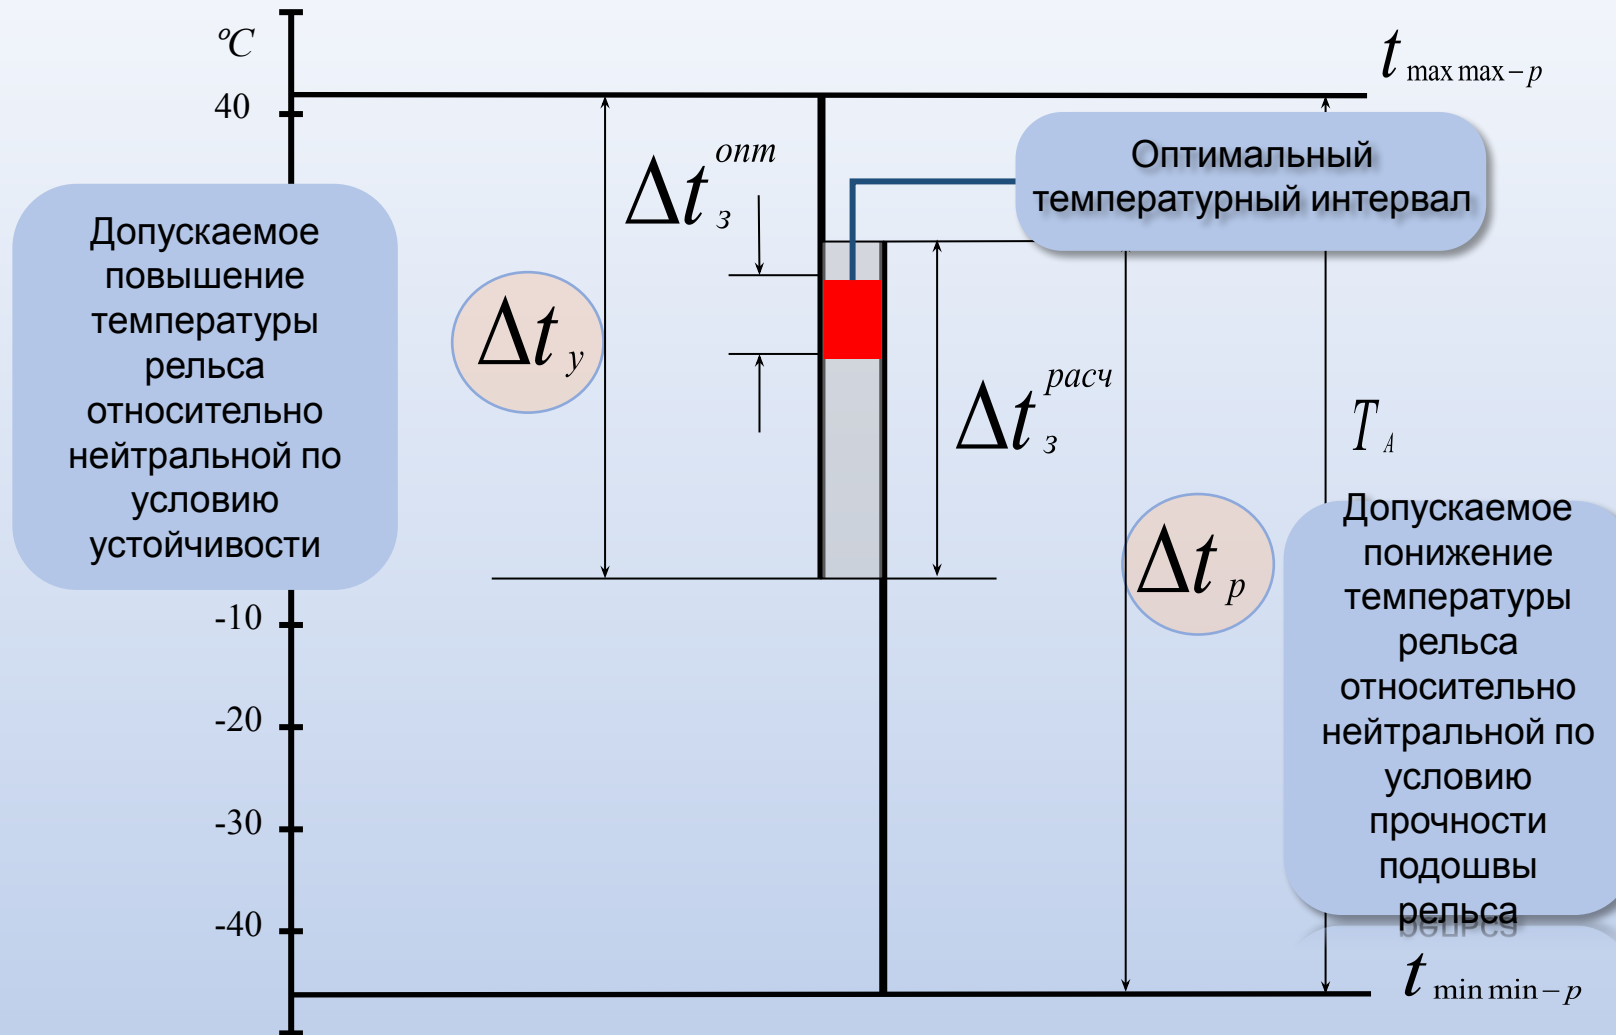 °C
40
-10
-20
-30
-40
t max max – p
Оптимальный
температурный интервал
Δt з опт
Допускаемое
повышение
температуры
рельса
относительно
нейтральной по
условию
устойчивости
Δt у
Δt з расч
T A
Δt р
Допускаемое
понижение
температуры
рельса
относительно
нейтральной по
условию
прочности
подошвы
рельса
t min min – p